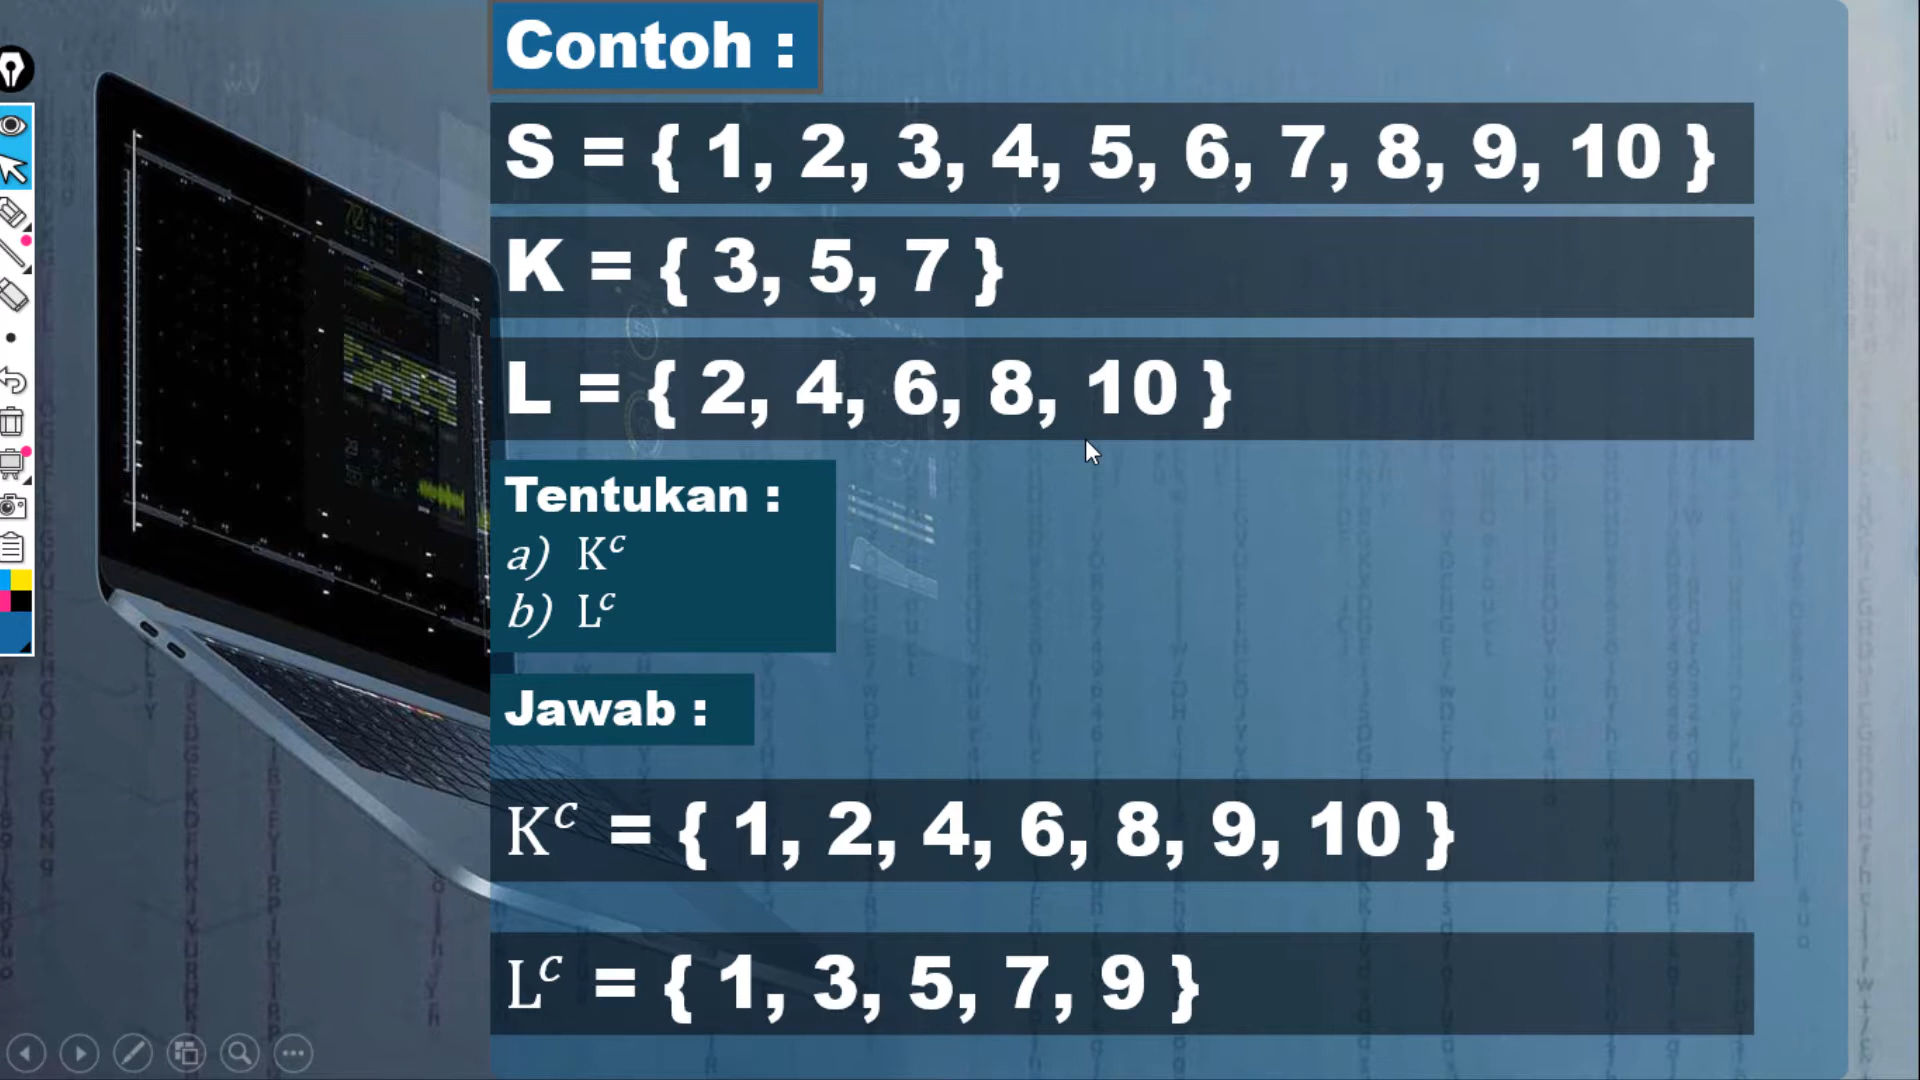 Contoh :
S = { 1, 2, 3, 4, 5, 6, 7, 8, 9, 10 }
K = { 3, 5, 7 }
L = { 2, 4, 6, 8, 10 }
Tentukan :
a) Kᶜ
b) Lᶜ
Jawab :
Kᶜ = { 1, 2, 4, 6, 8, 9, 10 }
Lᶜ = { 1, 3, 5, 7, 9 }